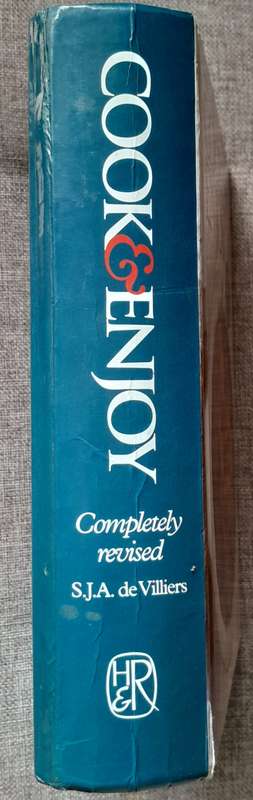 COOK & ENJOY
Completely
revised
S.J.A. de Villiers
H&R